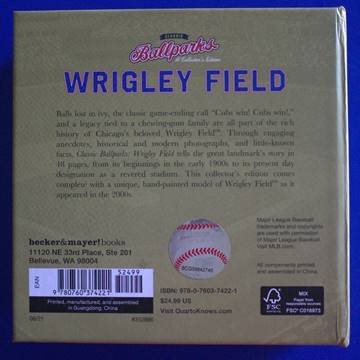 CLASSIC
Ballparks
A Collector's Edition
WRIGLEY FIELD
Balls lost in ivy, the classic game-ending call "Cubs win! Cubs win!,"
and a legacy tied to a chewing-gum family are all part of the rich
history of Chicago's beloved Wrigley Field™. Through engaging
anecdotes, historical and modern photographs, and little-known
facts, Classic Ballparks: Wrigley Field tells the great landmark's story in
48 pages, from its beginnings in the early 1900s to its present day
designation as a revered stadium. This collector's edition comes
complete with a unique, hand-painted model of Wrigley Field™ as it
appeared in the 2000s.
becker&mayer! books
11120 NE 33rd Place, Ste 201
Bellevue, WA 98004
EAN
52499
9 780760 374221
Printed, manufactured, and assembled
in Guangdong, China
06/21
ISBN: 978-0-7603-7422-1
$24.99 US
Visit QuartoKnows.com
Major League Baseball
trademarks and copyrights
are used with permission
of Major League Baseball.
Visit MLB.com.
All components printed
and assembled in China.
FSC
www.fsc.org
MIX
Paper from
responsible sources
FSC® C016973